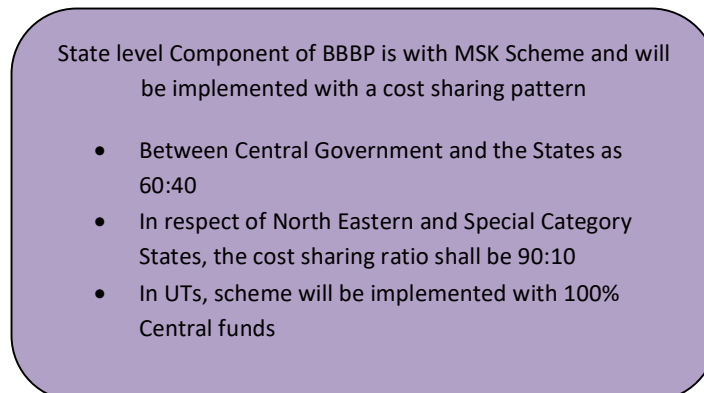 State level Component of BBBP is with MSK Scheme and will
be implemented with a cost sharing pattern
• Between Central Government and the States as
60:40
• In respect of North Eastern and Special Category
States, the cost sharing ratio shall be 90:10
• In UTs, scheme will be implemented with 100%
Central funds